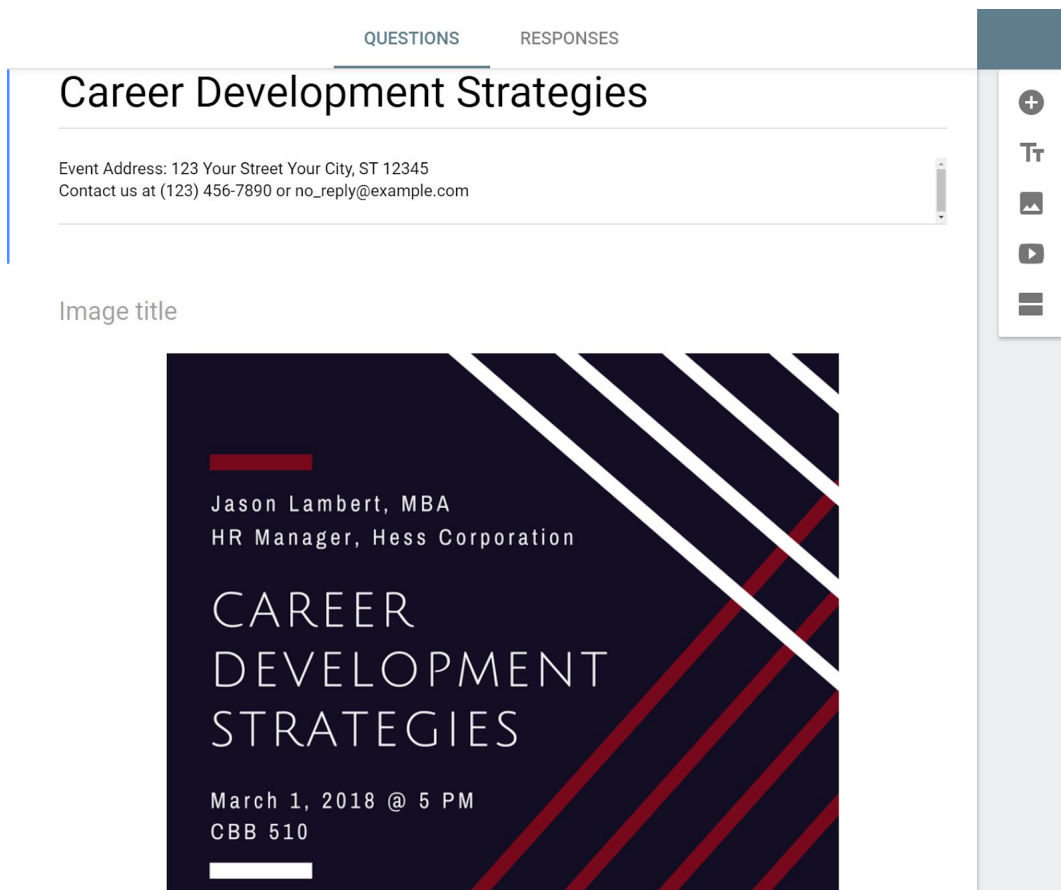 QUESTIONS RESPONSES
Career Development Strategies
Event Address: 123 Your Street Your City, ST 12345
Contact us at (123) 456-7890 or no_reply@example.com
Image title
Jason Lambert, MBA
HR Manager, Hess Corporation
CAREER
DEVELOPMENT
STRATEGIES
March 1, 2018 @ 5 PM
CBB 510